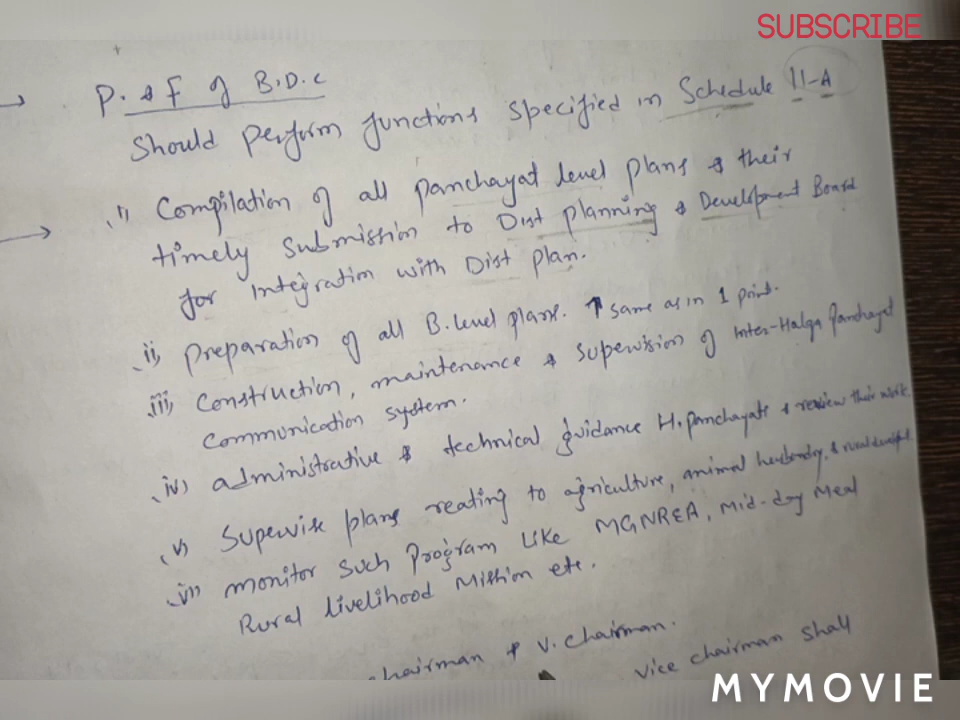 SUBSCRIBE
P. & F of B.D.C
Should perform functions specified in Schedule II-A
i) Compilation of all panchayat level plans & their
timely submission to Dist planning & Development Board
for Integration with Dist plan.
ii) preparation of all B. level plans. ↑ same as in 1 point.
iii) Construction, maintenance & supervision of Inter-Halqa panchayat
Communication system.
iv) administrative & technical guidance H. panchayats & review their work.
v) Supervise plans reating to agriculture, animal husbandry, & rural
vi) monitor such program like MGNREA, Mid-day Meal
Rural livelihood Mission etc.
chairman & V. Chairman.
vice chairman shall
MYMOVIE